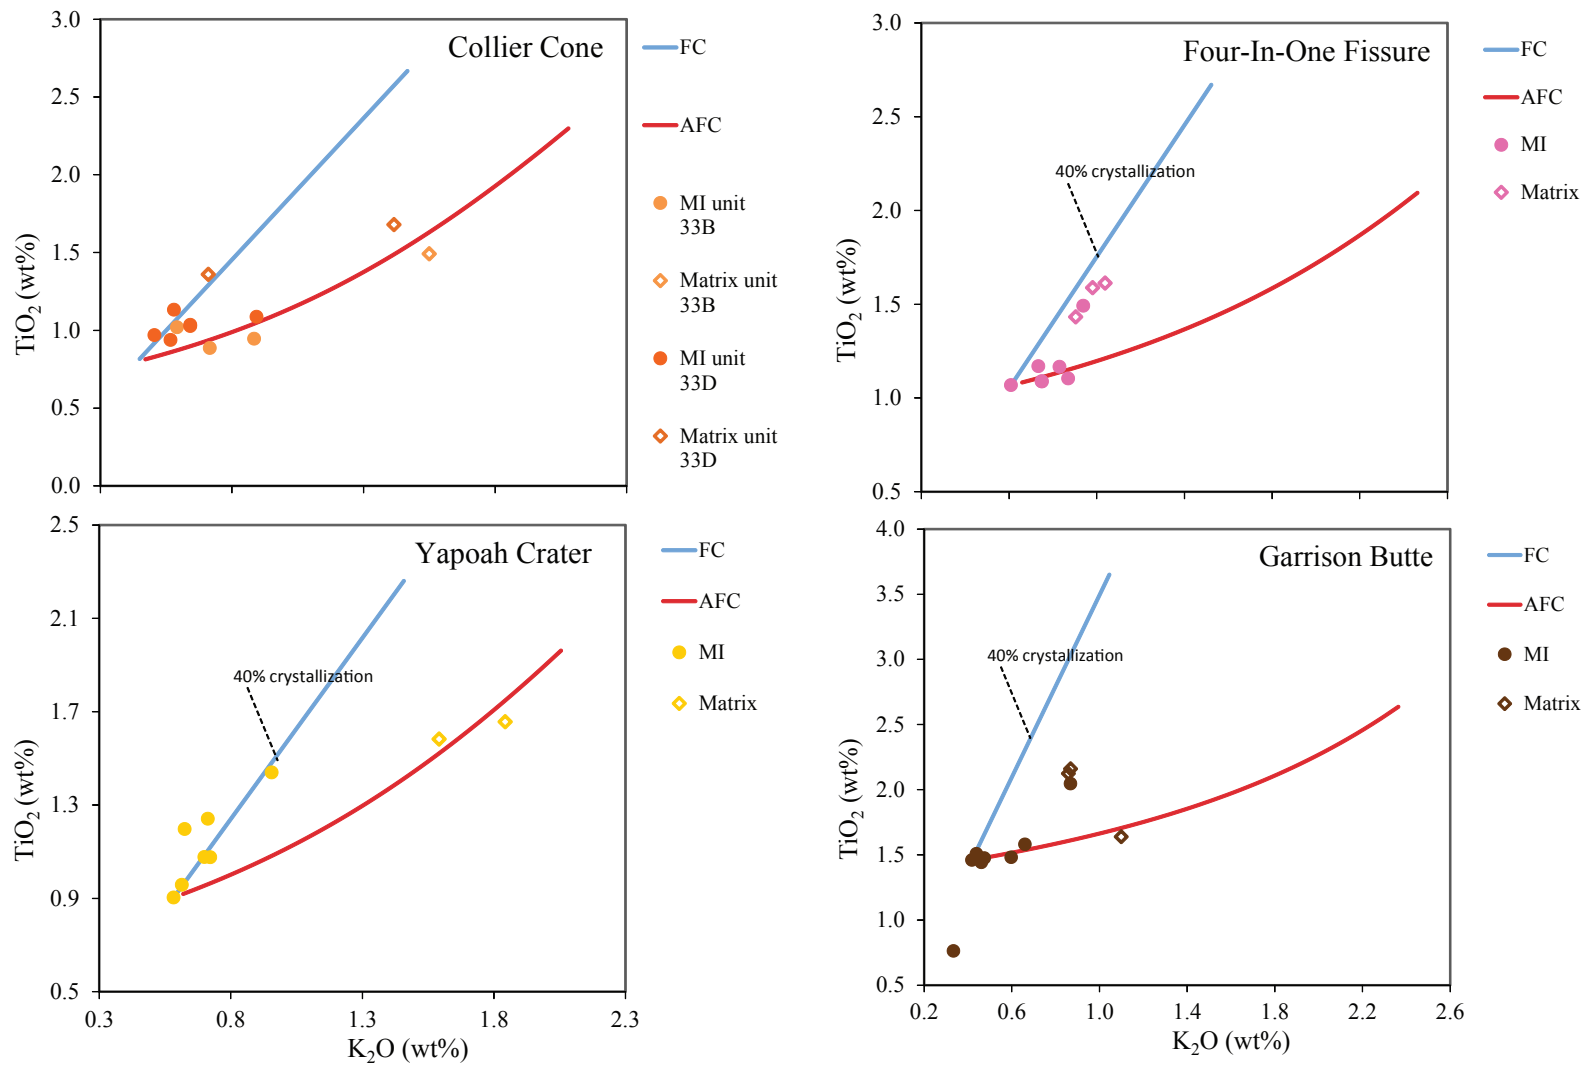 Collier Cone
3.0
2.5
2.0
1.5
1.0
0.5
0.0
TiO₂ (wt%)
FC
AFC
MI unit
33B
Matrix unit
33B
MI unit
33D
Matrix unit
33D
Four-In-One Fissure
3.0
2.5
2.0
1.5
1.0
0.5
TiO₂ (wt%)
40% crystallization
FC
AFC
MI
Matrix
Yapoah Crater
2.5
2.1
1.7
1.3
0.9
0.5
TiO₂ (wt%)
40% crystallization
0.3 0.8 1.3 1.8 2.3
K₂O (wt%)
FC
AFC
MI
Matrix
Garrison Butte
4.0
3.5
3.0
2.5
2.0
1.5
1.0
0.5
TiO₂ (wt%)
40% crystallization
0.2 0.6 1.0 1.4 1.8 2.2 2.6
K₂O (wt%)
FC
AFC
MI
Matrix